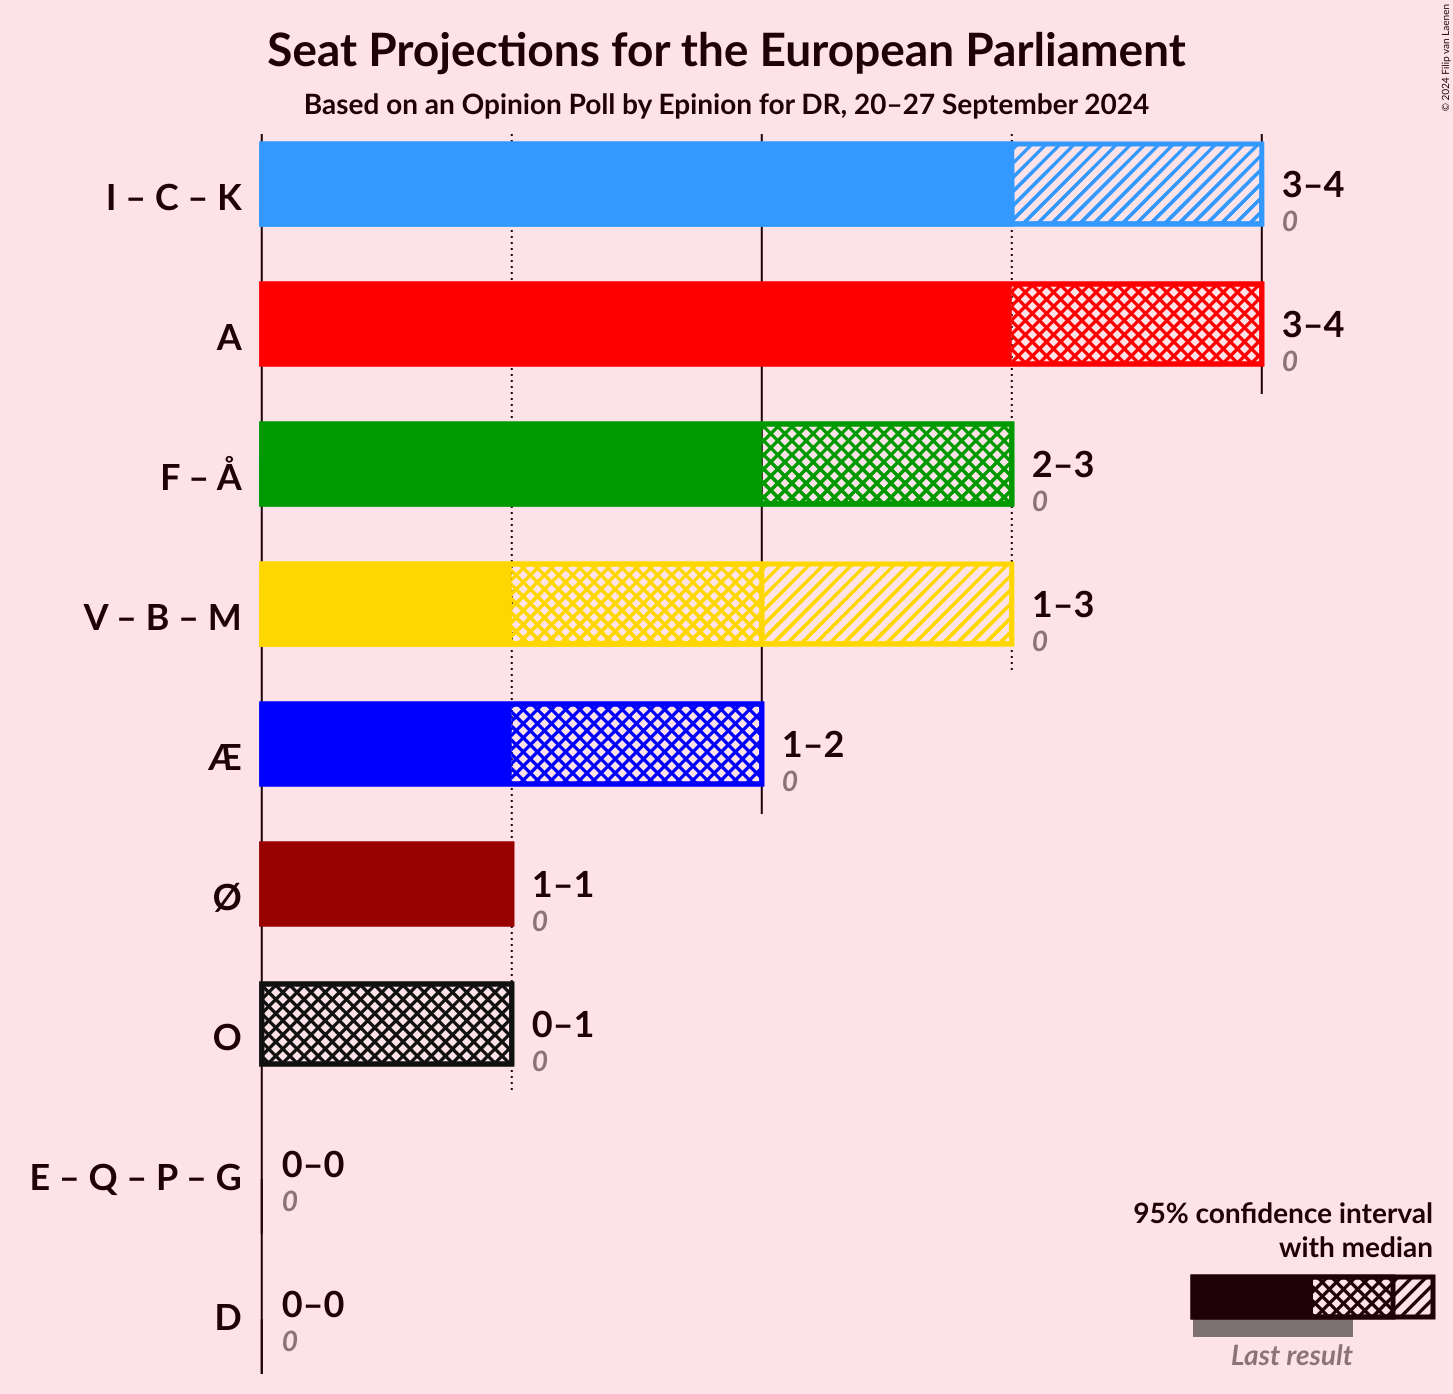 Seat Projections for the European Parliament
Based on an Opinion Poll by Epinion for DR, 20–27 September 2024
© 2024 Filip van Laenen
I – C – K
3–4
0
A
3–4
0
F – Å
2–3
0
V – B – M
1–3
0
Æ
1–2
0
Ø
1–1
0
O
0–1
0
E – Q – P – G
0–0
0
D
0–0
0
95% confidence interval
with median
Last result